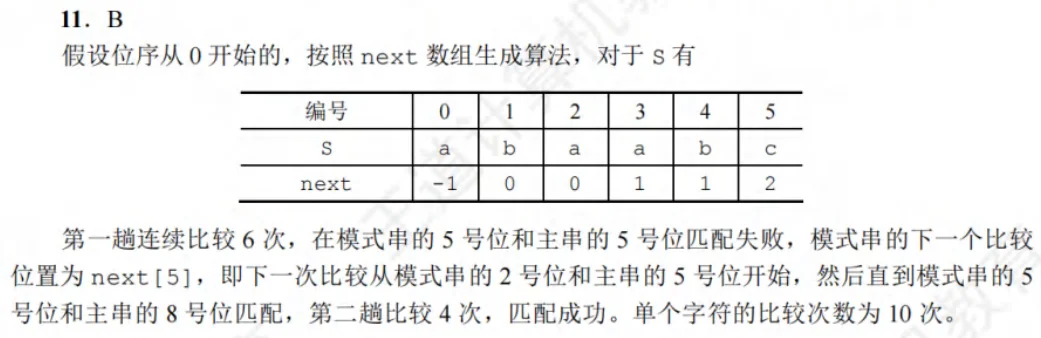 11. B
假设位序从 0 开始的，按照 next 数组生成算法，对于 S 有
编号 0 1 2 3 4 5
S a b a a b c
next -1 0 0 1 1 2
第一趟连续比较 6 次，在模式串的 5 号位和主串的 5 号位匹配失败，模式串的下一个比较
位置为 next[5]，即下一次比较从模式串的 2 号位和主串的 5 号位开始，然后直到模式串的 5
号位和主串的 8 号位匹配，第二趟比较 4 次，匹配成功。单个字符的比较次数为 10 次。